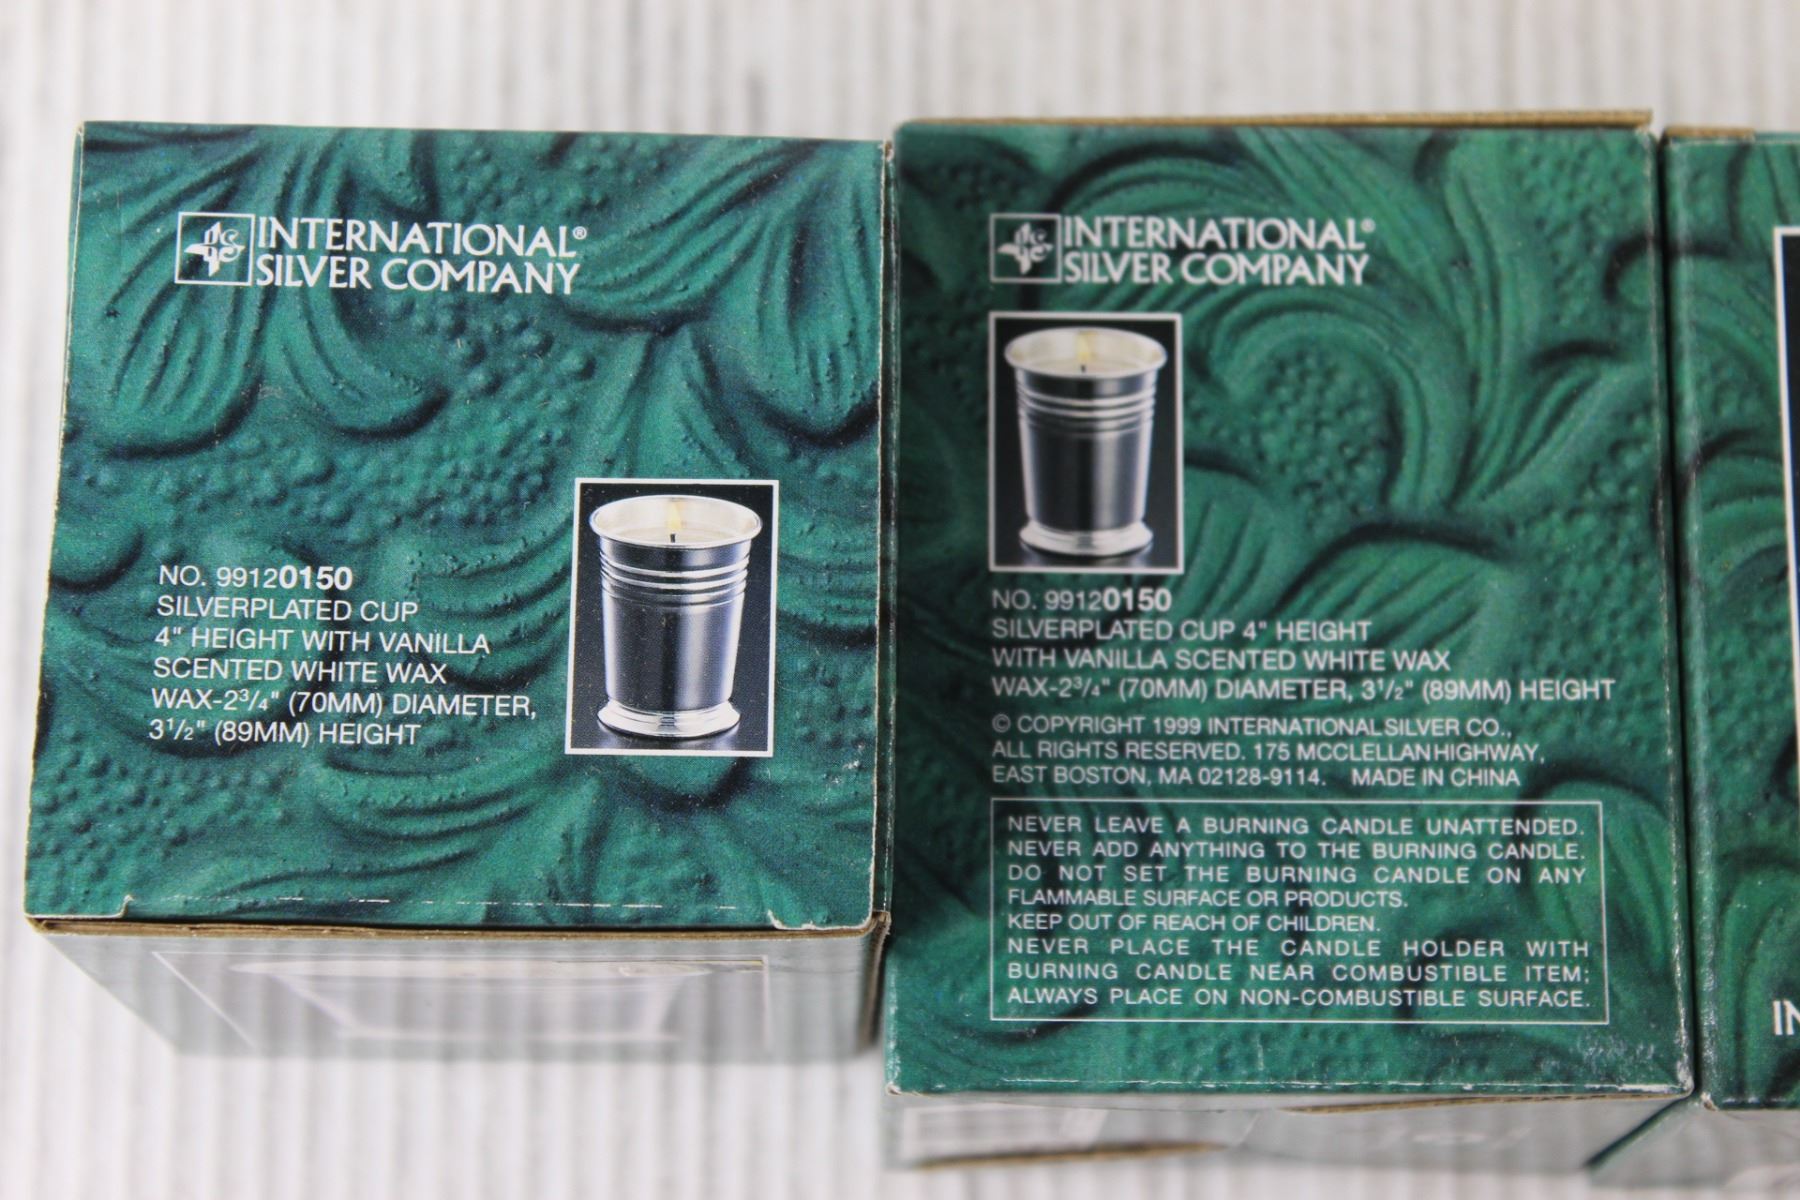 INTERNATIONAL®
SILVER COMPANY
NO. 99120150
SILVERPLATED CUP
4" HEIGHT WITH VANILLA
SCENTED WHITE WAX
WAX-2³/₄" (70MM) DIAMETER,
3¹/₂" (89MM) HEIGHT
INTERNATIONAL®
SILVER COMPANY
NO. 99120150
SILVERPLATED CUP 4" HEIGHT
WITH VANILLA SCENTED WHITE WAX
WAX-2³/₄" (70MM) DIAMETER, 3¹/₂" (89MM) HEIGHT
© COPYRIGHT 1999 INTERNATIONAL SILVER CO.,
ALL RIGHTS RESERVED. 175 MCCLELLAN HIGHWAY,
EAST BOSTON, MA 02128-9114. MADE IN CHINA
NEVER LEAVE A BURNING CANDLE UNATTENDED.
NEVER ADD ANYTHING TO THE BURNING CANDLE.
DO NOT SET THE BURNING CANDLE ON ANY
FLAMMABLE SURFACE OR PRODUCTS.
KEEP OUT OF REACH OF CHILDREN.
NEVER PLACE THE CANDLE HOLDER WITH
BURNING CANDLE NEAR COMBUSTIBLE ITEM;
ALWAYS PLACE ON NON-COMBUSTIBLE SURFACE.